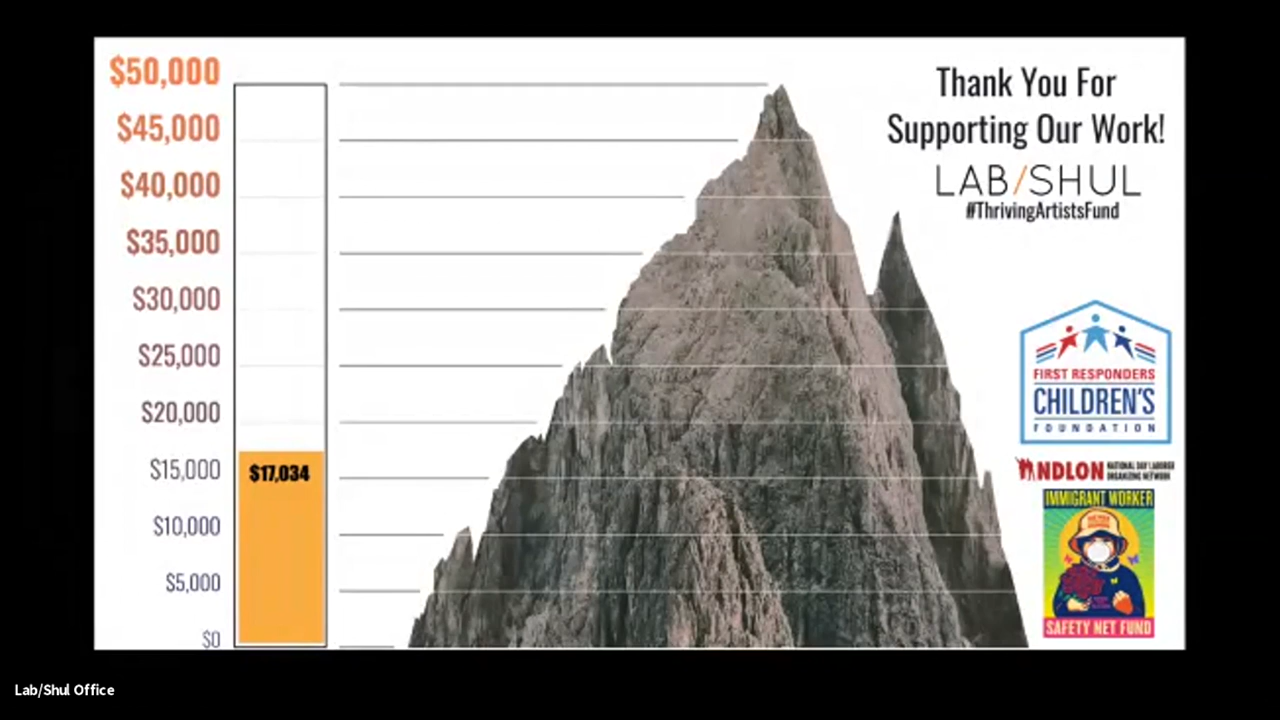 $50,000
$45,000
$40,000
$35,000
$30,000
$25,000
$20,000
$15,000
$10,000
$5,000
$0
$17,034
Thank You For
Supporting Our Work!
LAB/SHUL
#ThrivingArtistsFund
FIRST RESPONDERS
CHILDREN'S
FOUNDATION
NDLON
NATIONAL DAY LABORER
ORGANIZING NETWORK
IMMIGRANT WORKER
SAFETY NET FUND
Lab/Shul Office